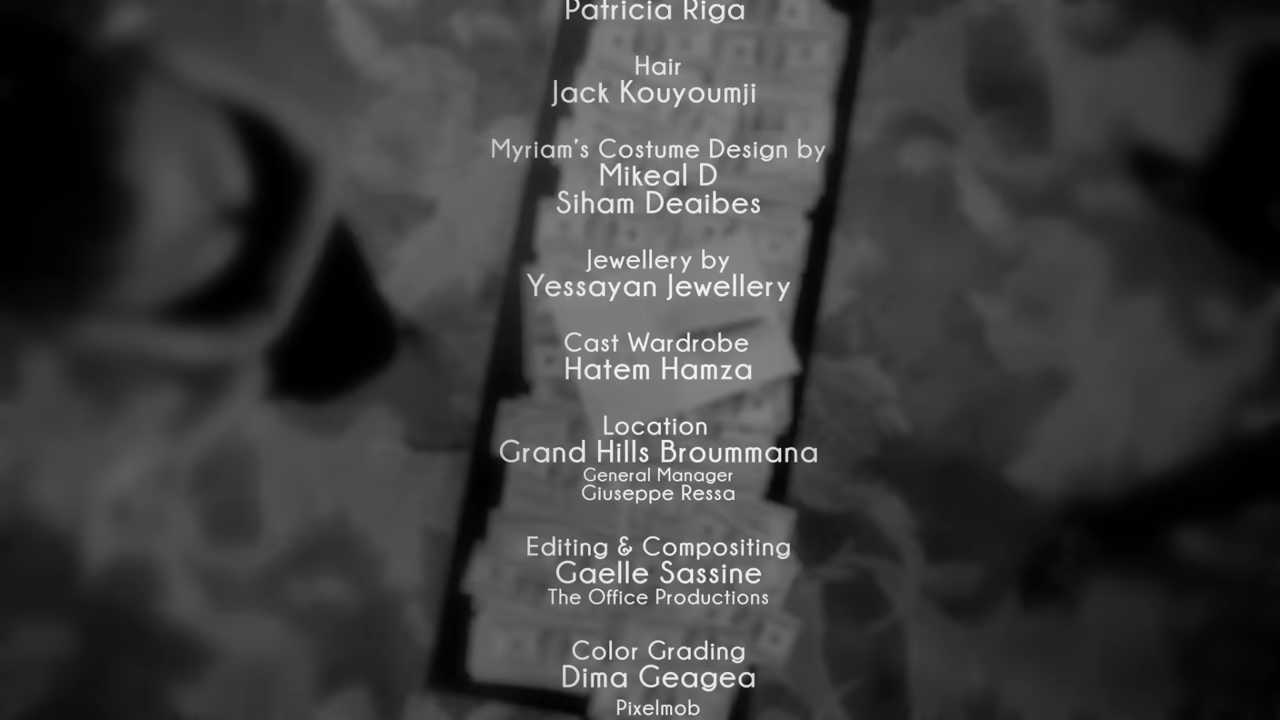 Patricia Riga
Hair
Jack Kouyoumji
Myriam's Costume Design by
Mikeal D
Siham Deaibes
Jewellery by
Yessayan Jewellery
Cast Wardrobe
Hatem Hamza
Location
Grand Hills Broummana
General Manager
Giuseppe Ressa
Editing & Compositing
Gaelle Sassine
The Office Productions
Color Grading
Dima Geagea
Pixelmob